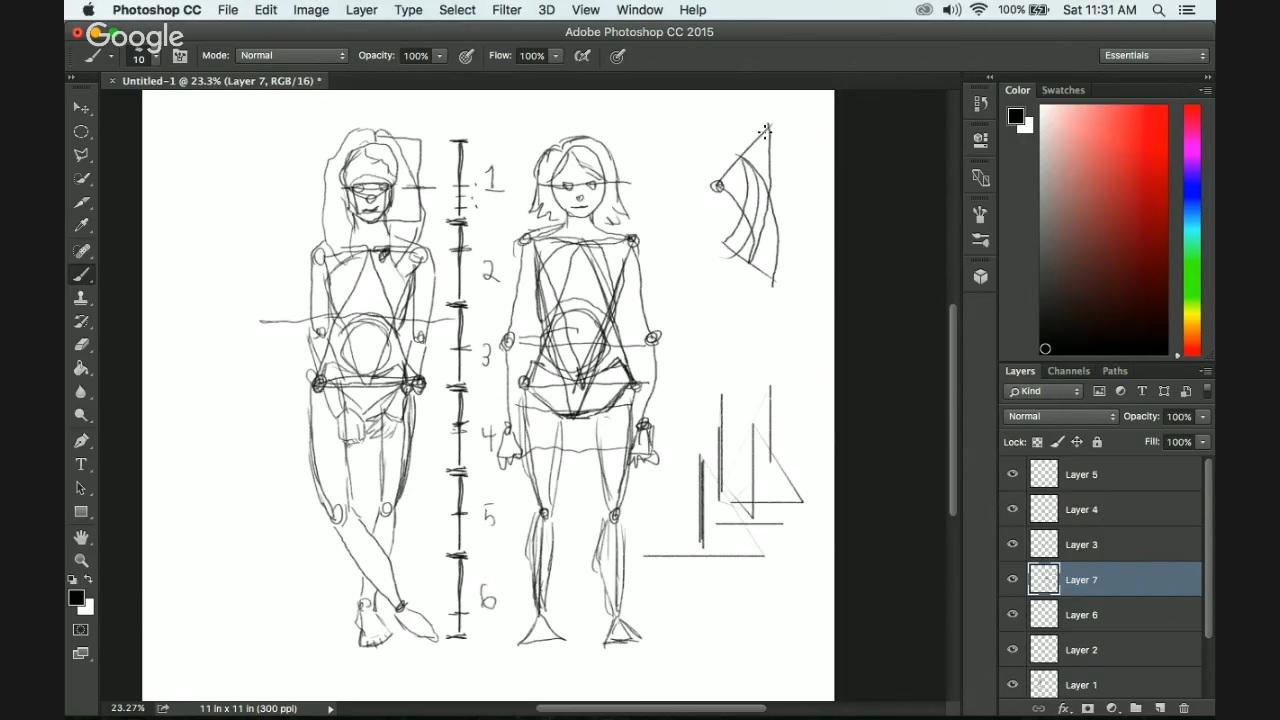 Photoshop CC File Edit Image Layer Type Select Filter 3D View Window Help 100% Sat 11:31 AM
Google
Adobe Photoshop CC 2015
10 Mode: Normal Opacity: 100% Flow: 100% Essentials
× Untitled-1 @ 23.3% (Layer 7, RGB/16) *
Color Swatches
1
2
3
4
5
6
Layers Channels Paths
Kind
Normal Opacity: 100%
Lock: Fill: 100%
Layer 5
Layer 4
Layer 3
Layer 7
Layer 6
Layer 2
Layer 1
23.27% 11 in x 11 in (300 ppi)